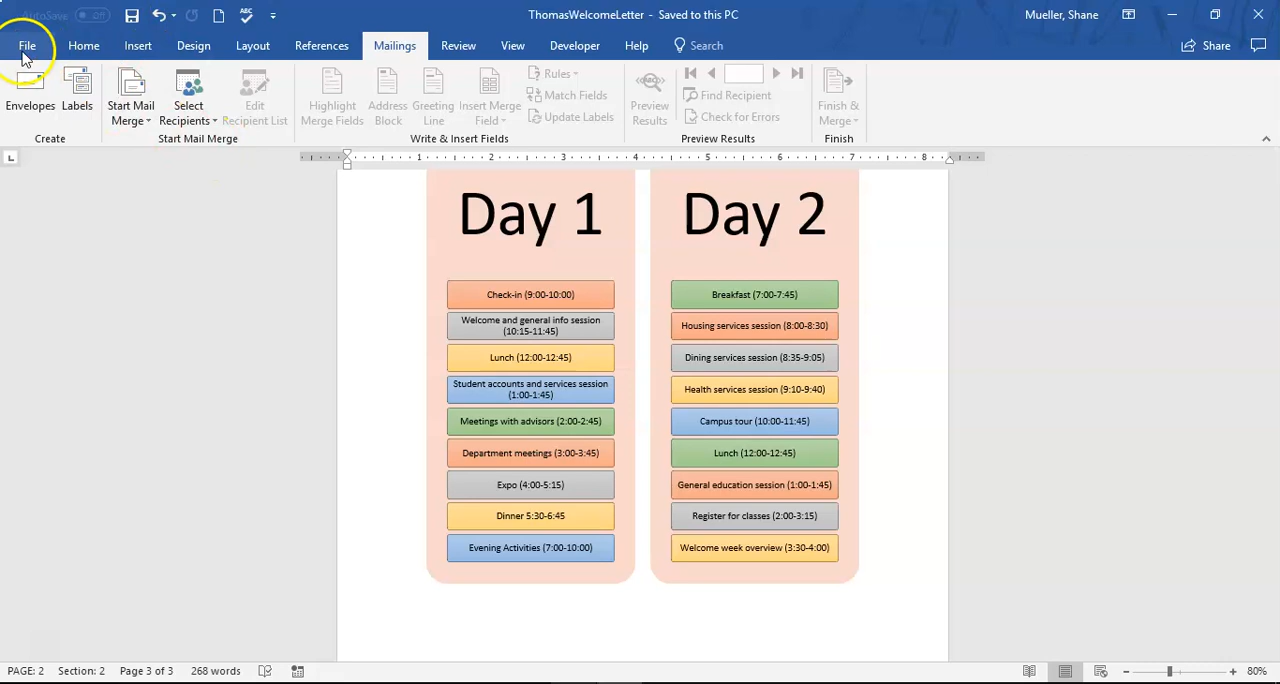 AutoSave Off
ThomasWelcomeLetter - Saved to this PC
Mueller, Shane
File Home Insert Design Layout References Mailings Review View Developer Help Search Share
Envelopes Labels
Create
Start Mail Merge Select Recipients Edit Recipient List
Start Mail Merge
Highlight Merge Fields Address Block Greeting Line Insert Merge Field
Rules
Match Fields
Update Labels
Write & Insert Fields
Preview Results
Find Recipient
Check for Errors
Preview Results
Finish & Merge
Finish
1 2 3 4 5 6 7 8
Day 1
Check-in (9:00-10:00)
Welcome and general info session
(10:15-11:45)
Lunch (12:00-12:45)
Student accounts and services session
(1:00-1:45)
Meetings with advisors (2:00-2:45)
Department meetings (3:00-3:45)
Expo (4:00-5:15)
Dinner 5:30-6:45
Evening Activities (7:00-10:00)
Day 2
Breakfast (7:00-7:45)
Housing services session (8:00-8:30)
Dining services session (8:35-9:05)
Health services session (9:10-9:40)
Campus tour (10:00-11:45)
Lunch (12:00-12:45)
General education session (1:00-1:45)
Register for classes (2:00-3:15)
Welcome week overview (3:30-4:00)
PAGE: 2 Section: 2 Page 3 of 3 268 words
80%